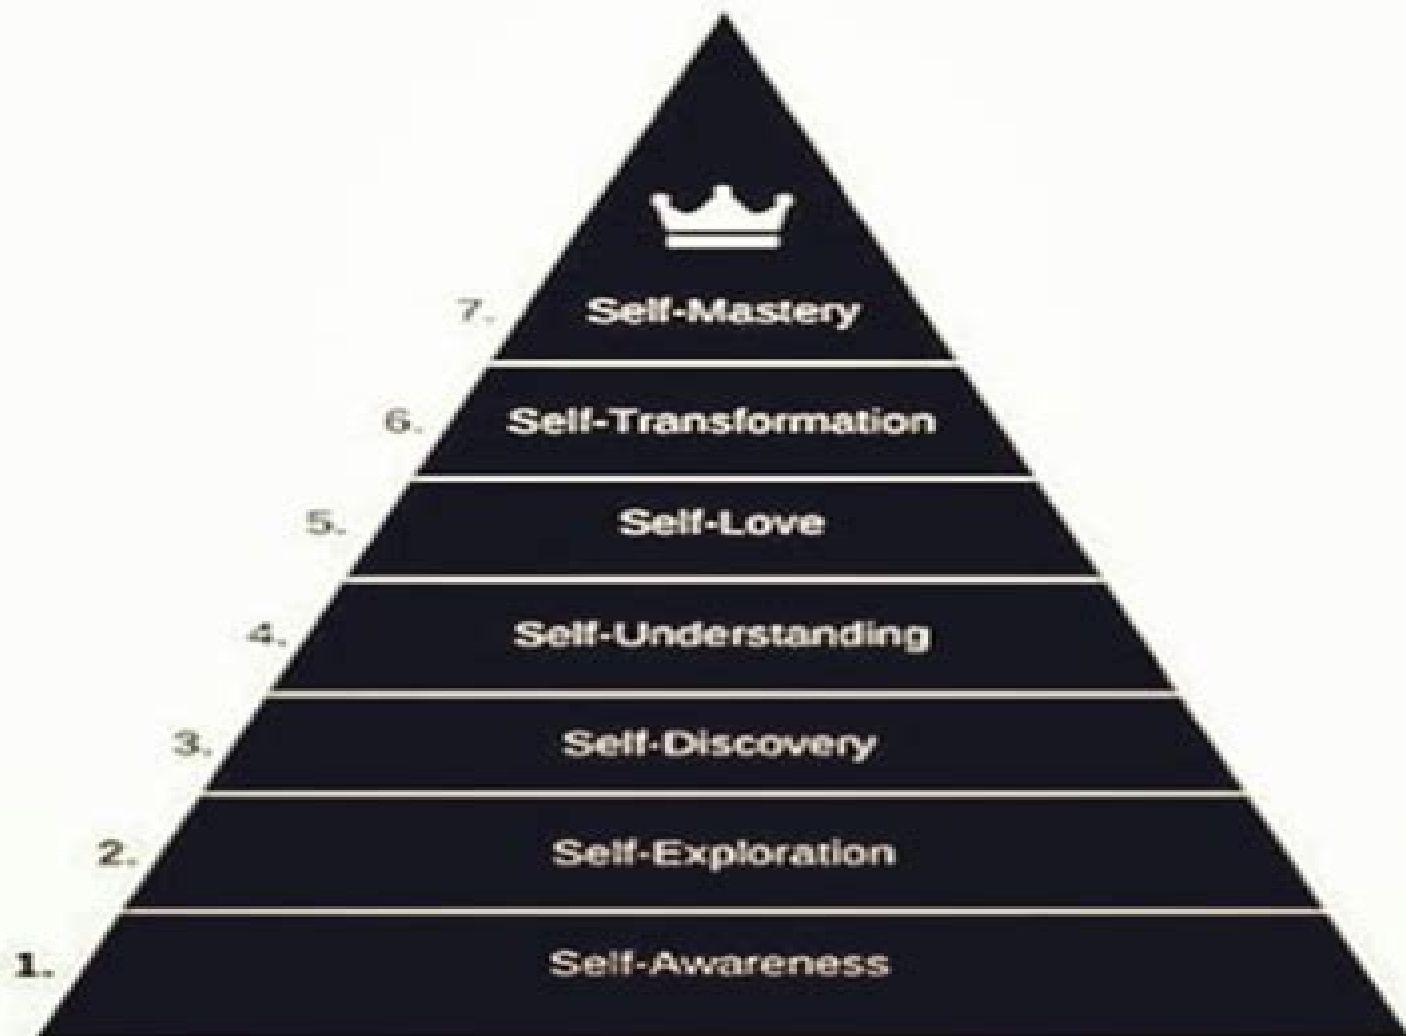 7. Self-Mastery
6. Self-Transformation
5. Self-Love
4. Self-Understanding
3. Self-Discovery
2. Self-Exploration
1. Self-Awareness